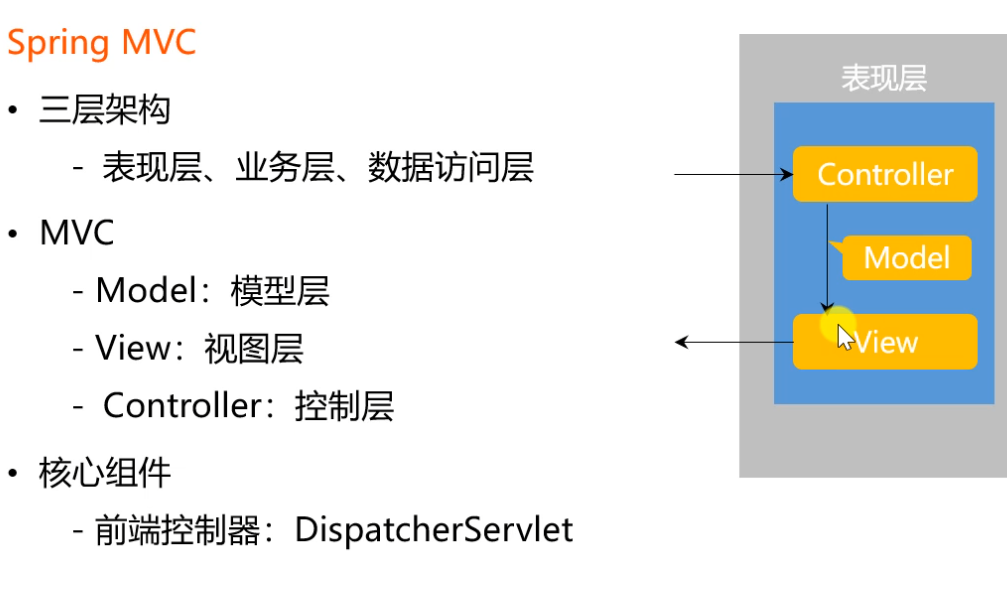 Spring MVC
• 三层架构
- 表现层、业务层、数据访问层
• MVC
- Model：模型层
- View：视图层
- Controller：控制层
• 核心组件
- 前端控制器：DispatcherServlet
表现层
Controller
Model
View